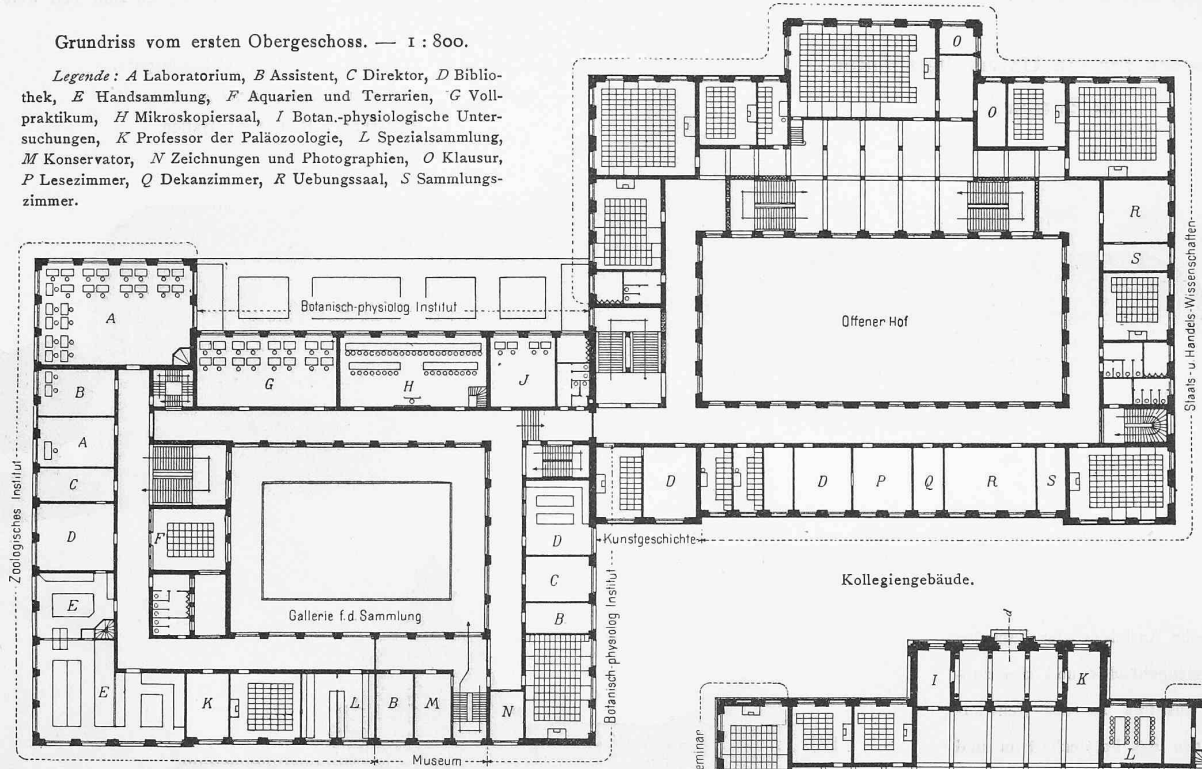 Grundriss vom ersten Obergeschoss. — 1 : 800.
Legende: A Laboratorium, B Assistent, C Direktor, D Biblio-
thek, E Handsammlung, F Aquarien und Terrarien, G Voll-
praktikum, H Mikroskopiersaal, I Botan.-physiologische Unter-
suchungen, K Professor der Paläozoologie, L Spezialsammlung,
M Konservator, N Zeichnungen und Photographien, O Klausur,
P Lesezimmer, Q Dekanzimmer, R Uebungssaal, S Sammlungs-
zimmer.
O
O
R
S
Staats- u. Handels-Wissenschaften
Offener Hof
D
D
P
Q
R
S
Kunstgeschichte
Kollegiengebäude.
Botanisch-physiolog. Institut
A
G
H
J
B
A
C
D
F
E
E
Zoologisches Institut
Gallerie f.d. Sammlung
D
C
B
Botanisch-physiolog. Institut
K
L
B
M
N
Museum
d
I
K
L
eminar